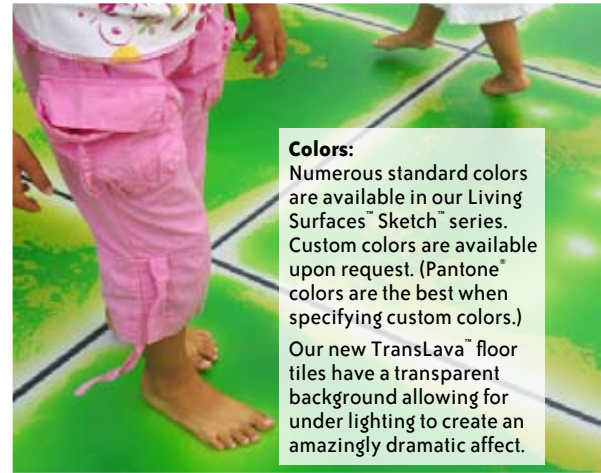 Colors:
Numerous standard colors
are available in our Living
Surfaces™ Sketch™ series.
Custom colors are available
upon request. (Pantone®
colors are the best when
specifying custom colors.)
Our new TransLava™ floor
tiles have a transparent
background allowing for
under lighting to create an
amazingly dramatic affect.